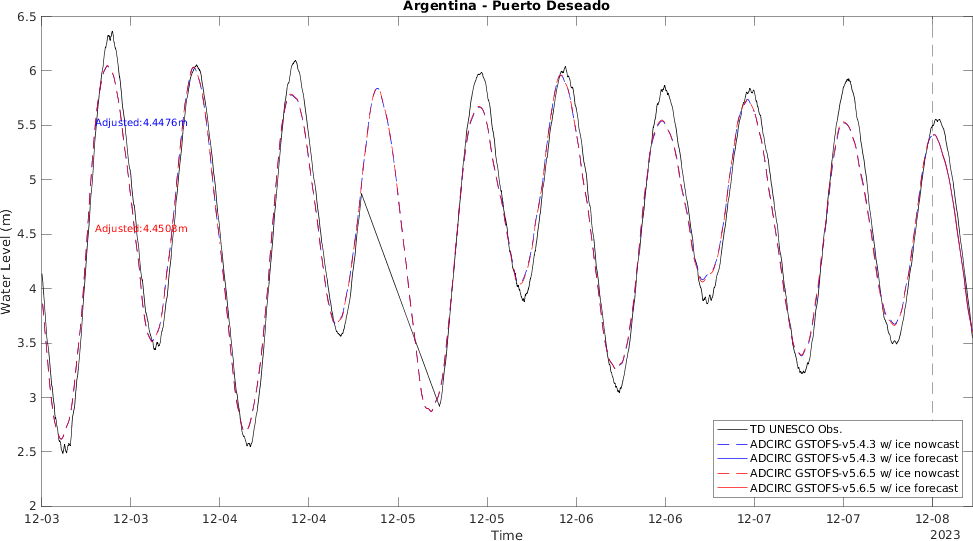 Argentina - Puerto Deseado
6.5
6
5.5
5
4.5
4
3.5
3
2.5
2
Water Level (m)
Adjusted:4.4476m
Adjusted:4.4503m
TD UNESCO Obs.
ADCIRC GSTOFS-v5.4.3 w/ ice nowcast
ADCIRC GSTOFS-v5.4.3 w/ ice forecast
ADCIRC GSTOFS-v5.6.5 w/ ice nowcast
ADCIRC GSTOFS-v5.6.5 w/ ice forecast
12-03 12-03 12-04 12-04 12-05 12-05 12-06 12-06 12-07 12-07 12-08
Time
2023